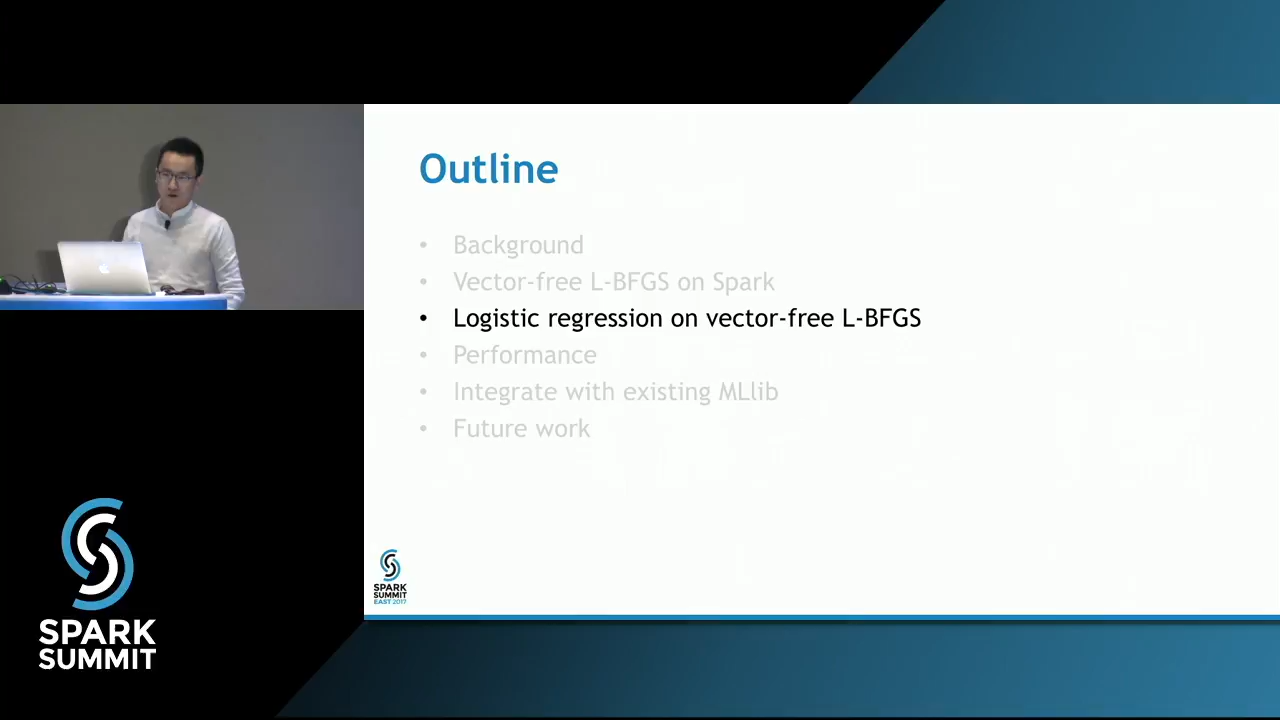 Outline
• Background
• Vector-free L-BFGS on Spark
• Logistic regression on vector-free L-BFGS
• Performance
• Integrate with existing MLlib
• Future work
SPARK
SUMMIT
EAST 2017
SPARK
SUMMIT